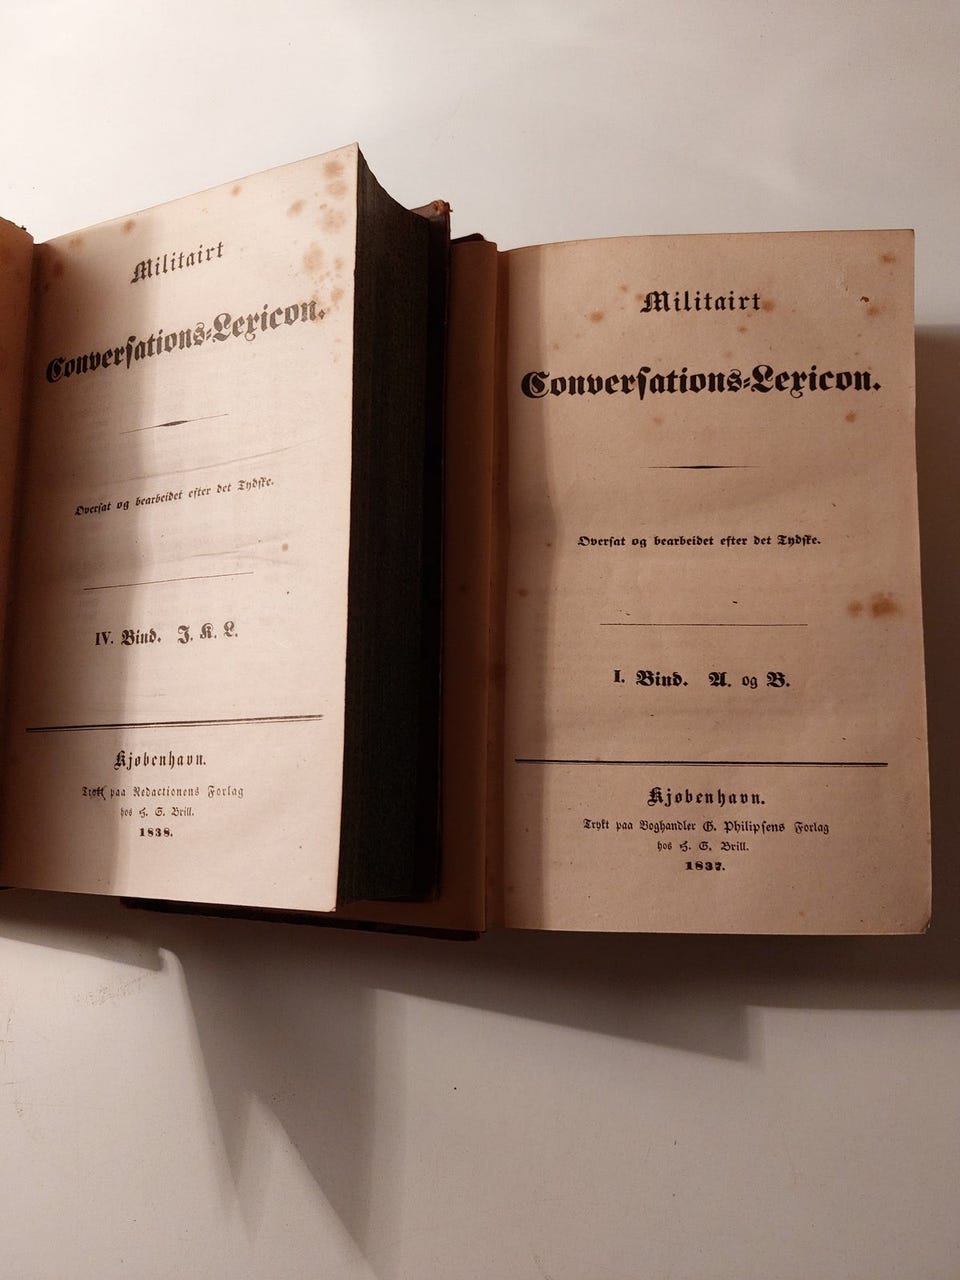 Militairt
Conversations-Lexicon.
Oversat og bearbeidet efter det Tydske.
IV. Bind. J. K. L.
Kjøbenhavn.
Trykt paa Redactionens Forlag
hos H. G. Brill.
1838.
Militairt
Conversations-Lexicon.
Oversat og bearbeidet efter det Tydske.
I. Bind. A. og B.
Kjøbenhavn.
Trykt paa Boghandler G. Philipsens Forlag
hos H. G. Brill.
1837.